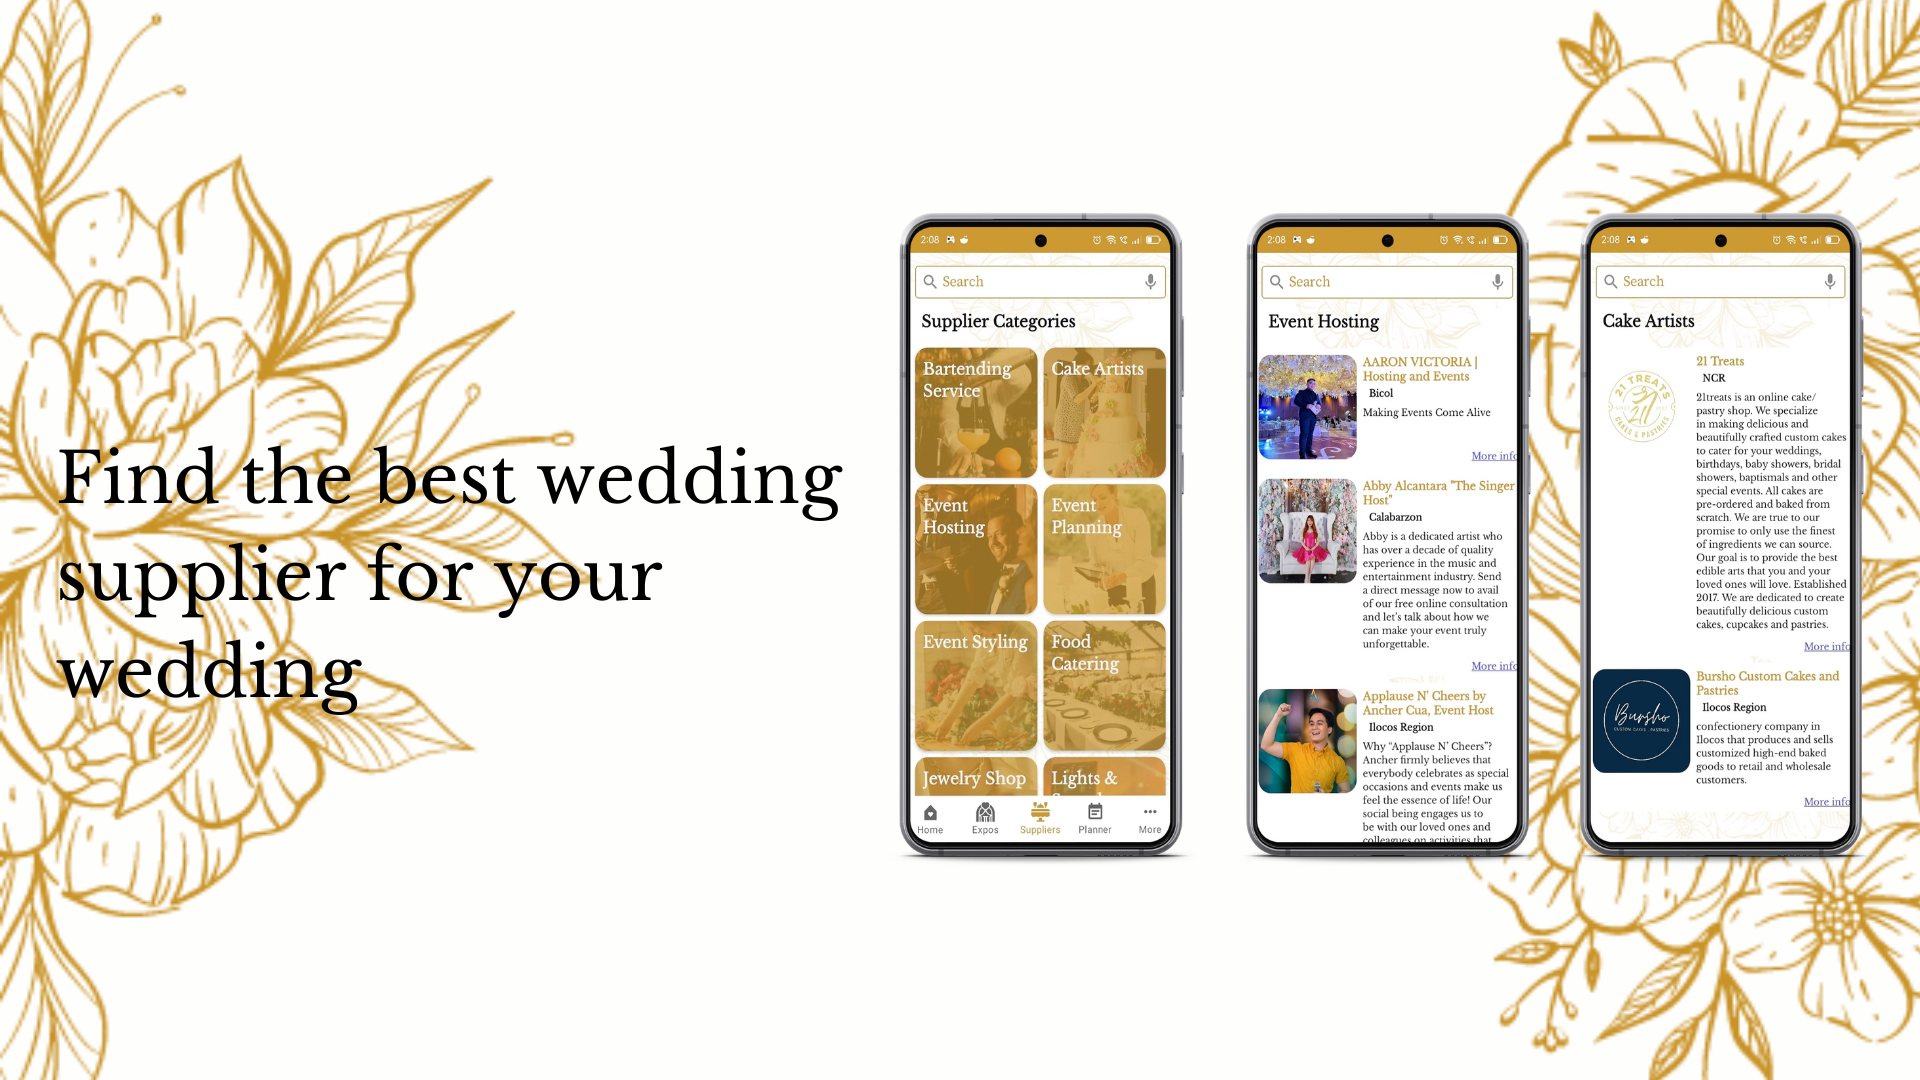 Find the best wedding
supplier for your
wedding
2:08
Search
Supplier Categories
Bartending
Service
Cake Artists
Event
Hosting
Event
Planning
Event Styling
Food
Catering
Jewelry Shop
Lights &
Home
Expos
Suppliers
Planner
More
2:08
Search
Event Hosting
AARON VICTORIA |
Hosting and Events
Bicol
Making Events Come Alive
More info
Abby Alcantara "The Singer
Host"
Calabarzon
Abby is a dedicated artist who
has over a decade of quality
experience in the music and
entertainment industry. Send
a direct message now to avail
of our free online consultation
and let's talk about how we
can make your event truly
unforgettable.
More info
Applause N' Cheers by
Ancher Cua, Event Host
Ilocos Region
Why "Applause N' Cheers"?
Ancher firmly believes that
everybody celebrates as special
occasions and events make us
feel the essence of life! Our
social being engages us to
be with our loved ones and
colleagues on activities that
2:08
Search
Cake Artists
21 TREATS
CAKES & PASTRIES
21 Treats
NCR
21treats is an online cake/
pastry shop. We specialize
in making delicious and
beautifully crafted custom cakes
to cater for your weddings,
birthdays, baby showers, bridal
showers, baptismals and other
special events. All cakes are
pre-ordered and baked from
scratch. We are true to our
promise to only use the finest
of ingredients we can source.
Our goal is to provide the best
edible arts that you and your
loved ones will love. Established
2017. We are dedicated to create
beautifully delicious custom
cakes, cupcakes and pastries.
More info
Bursho
CUSTOM CAKES . PASTRIES
Bursho Custom Cakes and
Pastries
Ilocos Region
confectionery company in
Ilocos that produces and sells
customized high-end baked
goods to retail and wholesale
customers.
More info